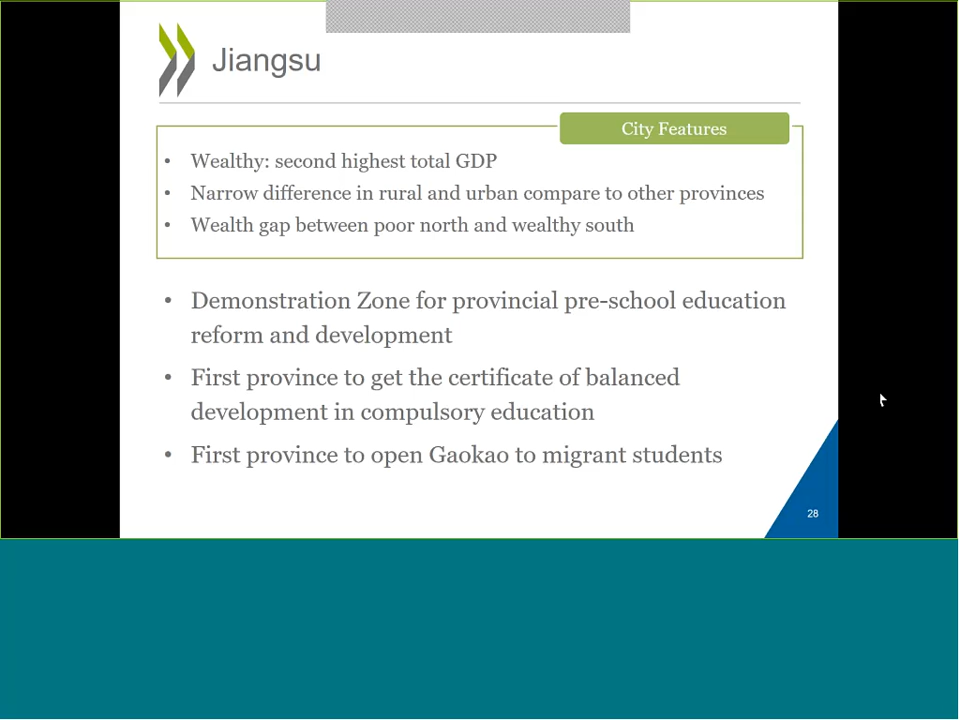 Jiangsu
City Features
• Wealthy: second highest total GDP
• Narrow difference in rural and urban compare to other provinces
• Wealth gap between poor north and wealthy south
• Demonstration Zone for provincial pre-school education
reform and development
• First province to get the certificate of balanced
development in compulsory education
• First province to open Gaokao to migrant students
28